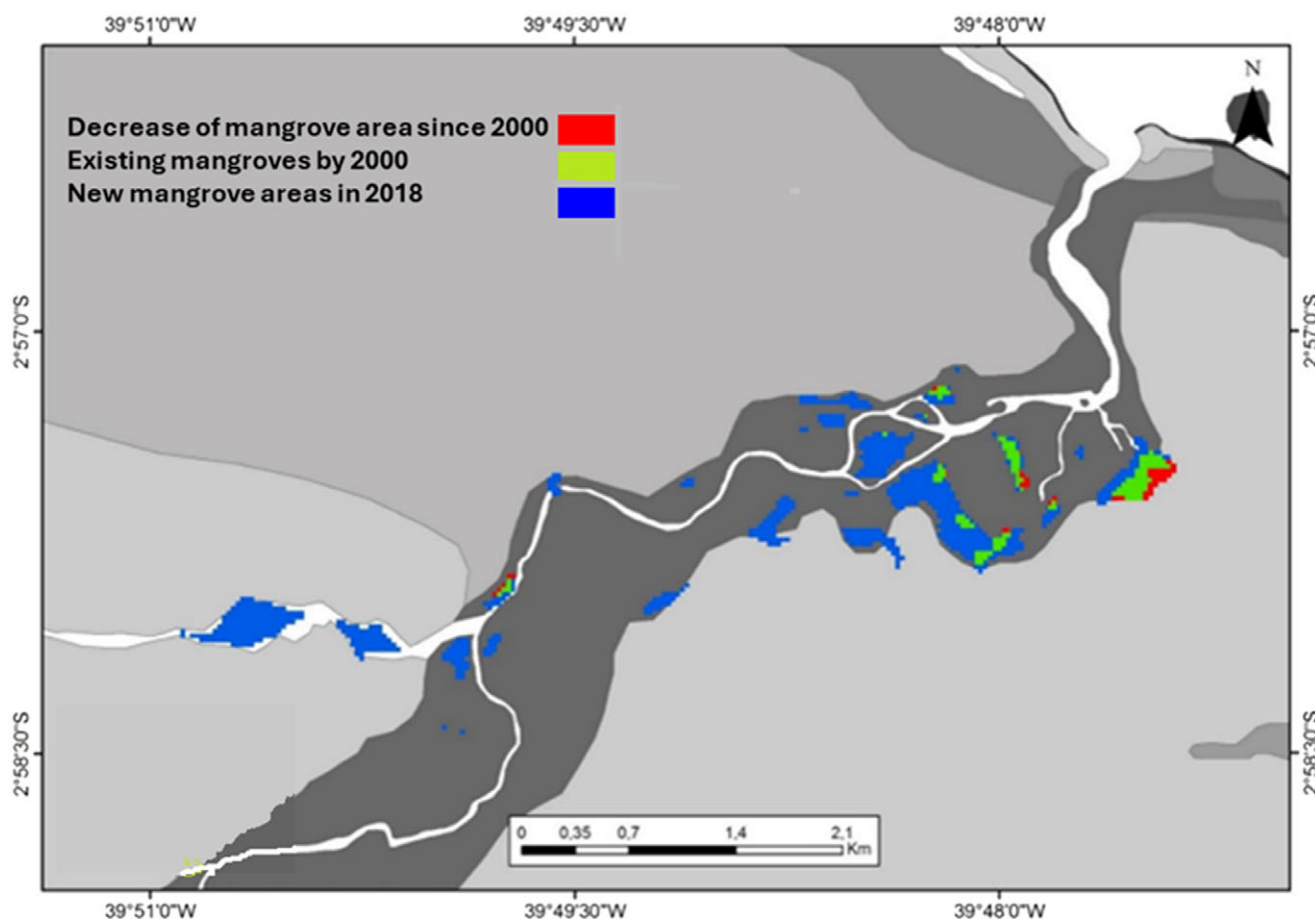 39°51'0"W 39°49'30"W 39°48'0"W
N
Decrease of mangrove area since 2000
Existing mangroves by 2000
New mangrove areas in 2018
2°57'0"S 2°57'0"S
2°58'30"S 2°58'30"S
0 0,35 0,7 1,4 2,1
Km
39°51'0"W 39°49'30"W 39°48'0"W